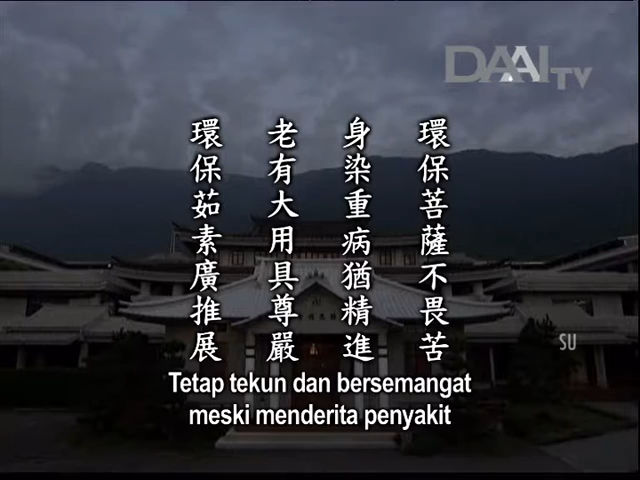 DAAI TV
環保菩薩不畏苦
身染重病猶精進
老有大用具尊嚴
環保茹素廣推展
SU
Tetap tekun dan bersemangat
meski menderita penyakit